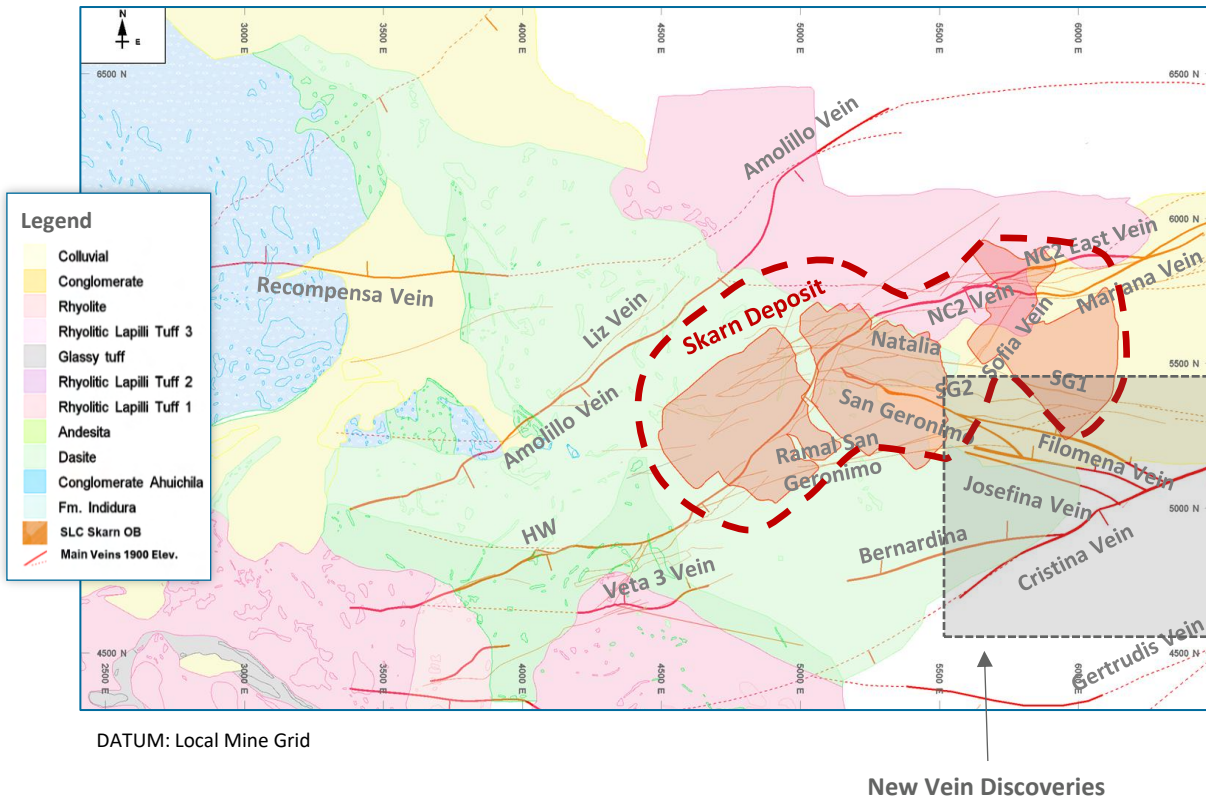 N
E
3000 E
3500 E
4000 E
4500 E
5000 E
5500 E
6000 E
6500 N
6500 N
Amolillo Vein
Legend
Colluvial
Conglomerate
Rhyolite
Rhyolitic Lapilli Tuff 3
Glassy tuff
Rhyolitic Lapilli Tuff 2
Rhyolitic Lapilli Tuff 1
Andesita
Dasite
Conglomerate Ahuichila
Fm. Indidura
SLC Skarn OB
Main Veins 1900 Elev.
6000 N
NC2 East Vein
Mariana Vein
Recompensa Vein
Liz Vein
Skarn Deposit
NC2 Vein
Sofia Vein
Natalia
5500 N
SG2
SG1
Amolillo Vein
San Geronimo
Ramal San
Geronimo
Filomena Vein
Josefina Vein
5000 N
HW
Bernardina
Cristina Vein
Veta 3 Vein
Gertrudis Vein
4500 N
4500 N
2500 E
3000 E
3500 E
4000 E
4500 E
5000 E
5500 E
6000 E
DATUM: Local Mine Grid
New Vein Discoveries